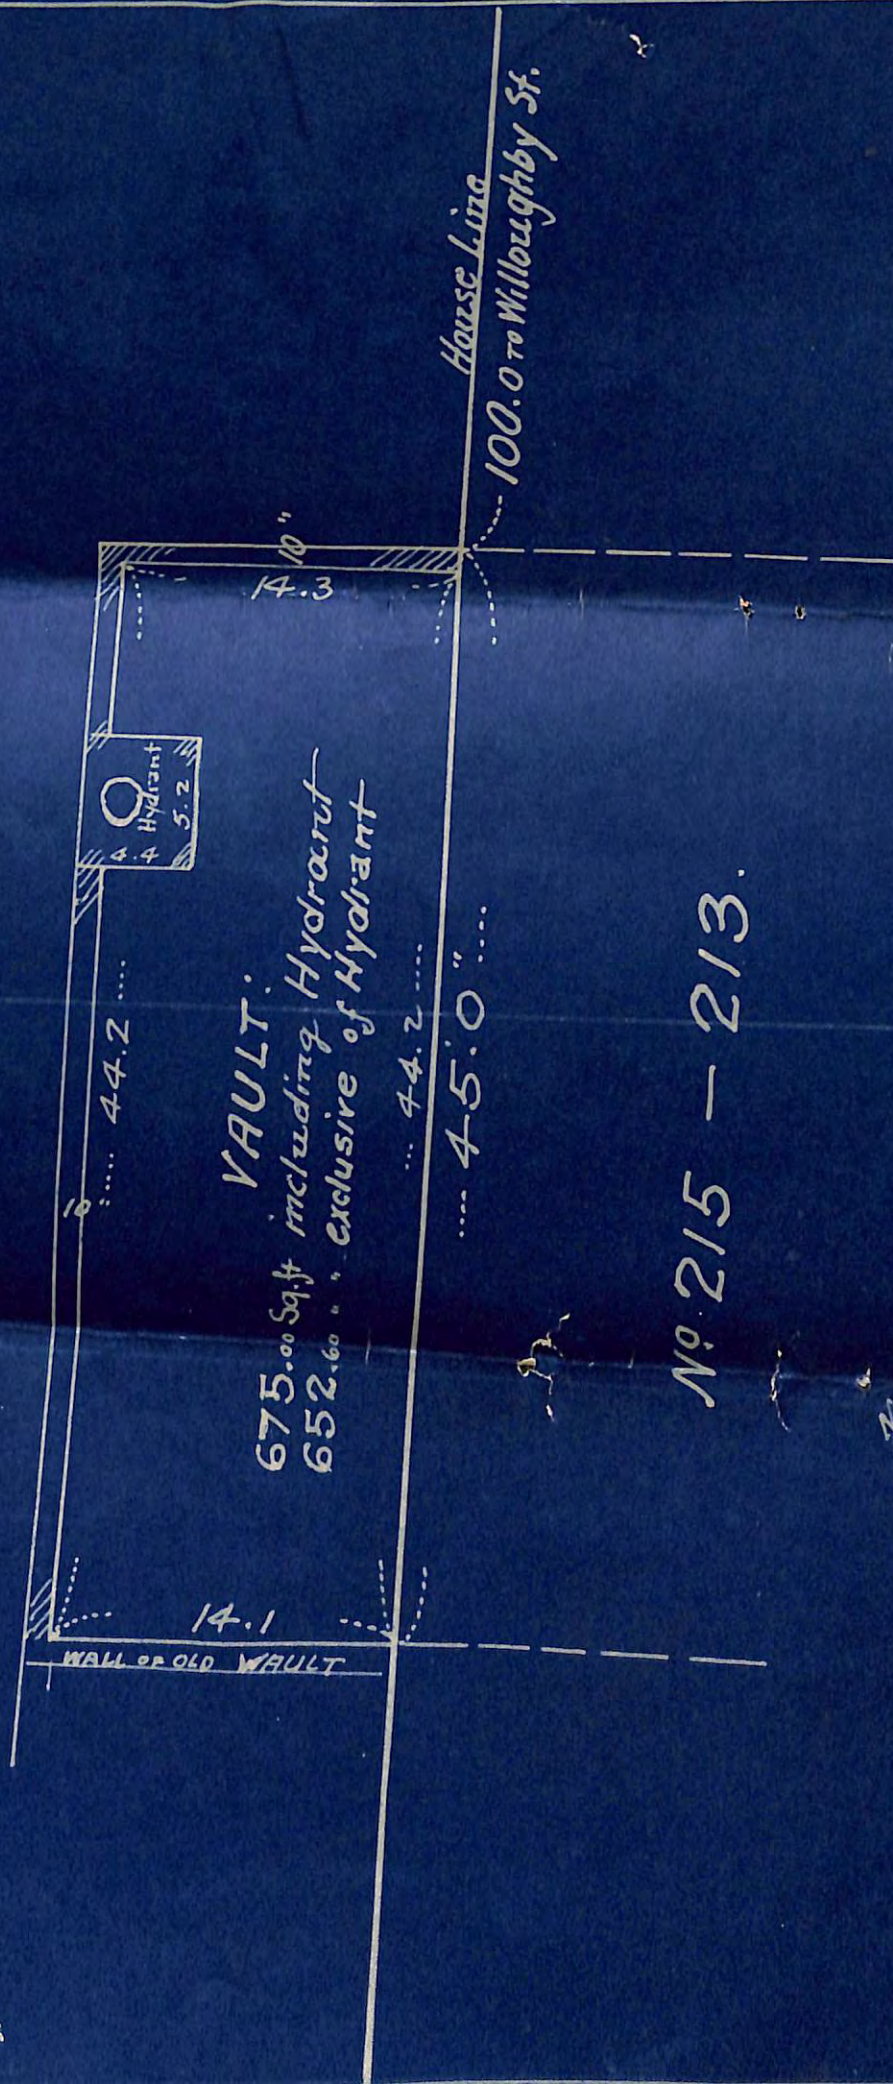 House Line
100.0 TO Willoughby St.
10"
14.3
Hydrant
5.2
4.4
44.2
10"
VAULT:
675.00 Sq.ft including Hydrant
652.60 " " exclusive of Hydrant
44.2
45'.0"
No 215 – 213.
14.1
WALL OF OLD WAULT